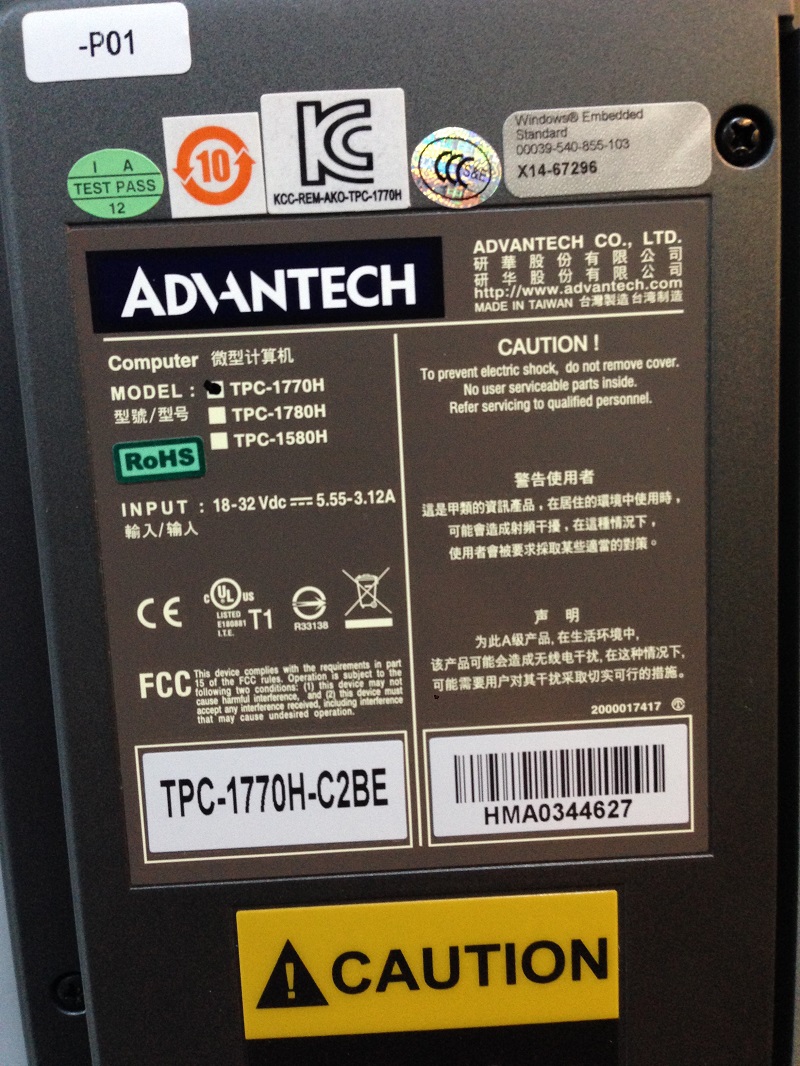 -P01
I A
TEST PASS
12
10
KCC-REM-AKO-TPC-1770H
CCC
S&E
Windows® Embedded
Standard
00039-540-855-103
X14-67296
ADVANTECH
ADVANTECH CO., LTD.
研華股份有限公司
研华股份有限公司
http://www.advantech.com
MADE IN TAIWAN 台灣製造 台湾制造
Computer 微型计算机
MODEL : TPC-1770H
型號/型号 TPC-1780H
TPC-1580H
RoHS
INPUT : 18-32 Vdc 5.55-3.12A
輸入/输入
CE
c UL us
LISTED
E180881
I.T.E.
T1
R33138
FCC
This device complies with the requirements in part
15 of the FCC rules. Operation is subject to the
following two conditions: (1) this device may not
cause harmful interference, and (2) this device must
accept any interference received, including interference
that may cause undesired operation.
CAUTION !
To prevent electric shock, do not remove cover.
No user serviceable parts inside.
Refer servicing to qualified personnel.
警告使用者
這是甲類的資訊產品，在居住的環境中使用時，
可能會造成射頻干擾，在這種情況下，
使用者會被要求採取某些適當的對策。
声 明
为此A级产品,在生活环境中,
该产品可能会造成无线电干扰,在这种情况下,
可能需要用户对其干扰采取切实可行的措施。
2000017417
TPC-1770H-C2BE
HMA0344627
CAUTION